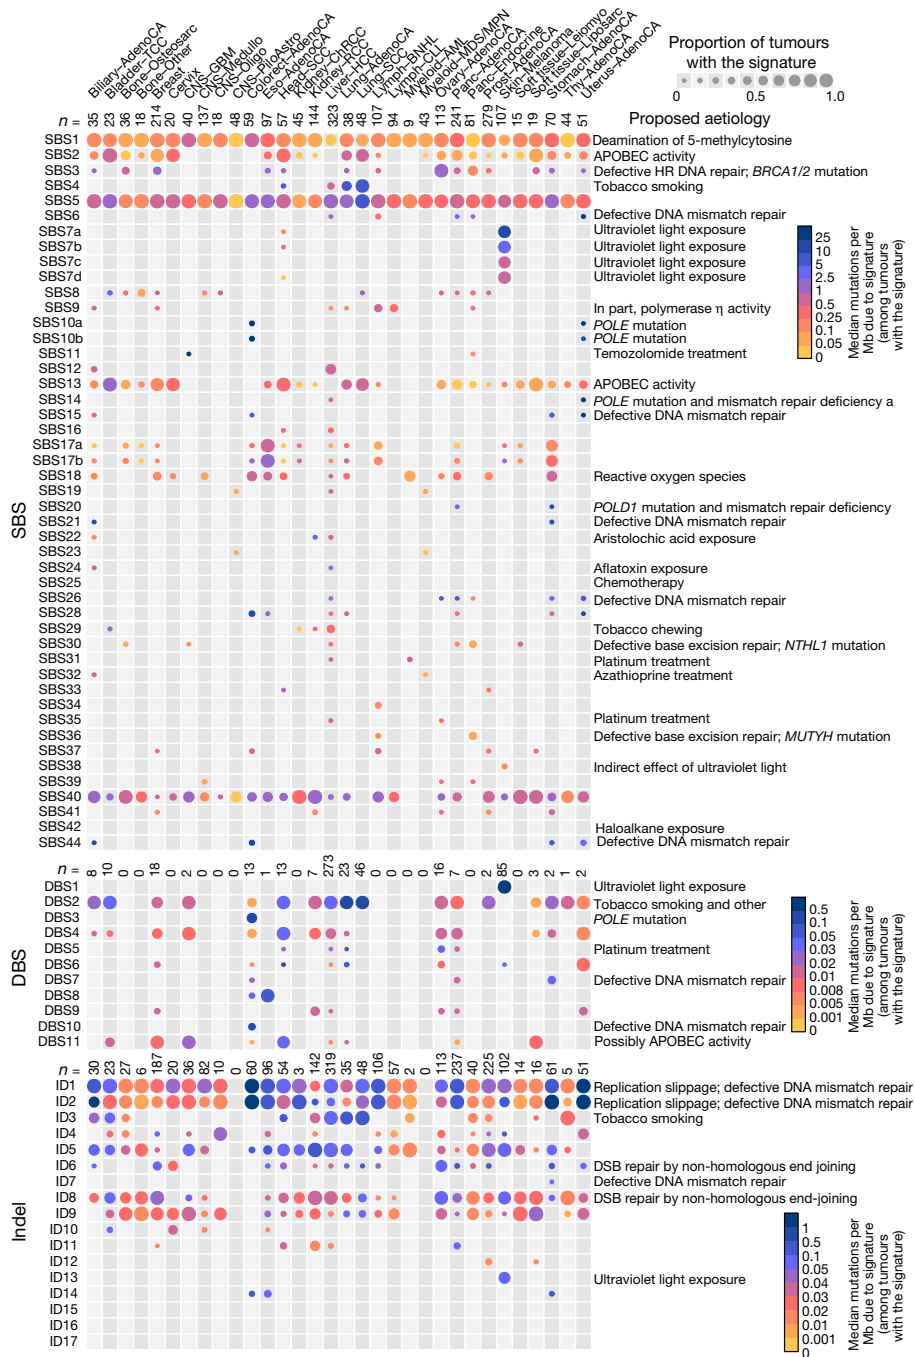 Billiary–AdenoCA
Bladder–TCC
Bone–Osteosarc
Bone–Other
Breast
Cervix
CNS–GBM
CNS–Medullo
CNS–Oligo
CNS–PiloAstro
ColoRect–AdenoCA
Eso–AdenoCA
Head–SCC
Kidney–ChRCC
Kidney–RCC
Liver–HCC
Lung–AdenoCA
Lung–SCC
Lymph–BNHL
Lymph–CLL
Myeloid–AML
Myeloid–MDS/MPN
Ovary–AdenoCA
Panc–AdenoCA
Panc–Endocrine
Prost–AdenoCA
Skin–Melanoma
Soft tissue–Leiomyo
Soft tissue–Liposarc
Stomach–AdenoCA
Thy–AdenoCA
Uterus–AdenoCA
Proportion of tumours
with the signature
0 0.5 1.0
Proposed aetiology
n = 35 23 36 18 214 20 40 137 18 48 59 97 57 45 144 323 38 48 107 94 9 43 113 241 81 279 107 15 19 70 44 51
SBS
SBS1 Deamination of 5-methylcytosine
SBS2 APOBEC activity
SBS3 Defective HR DNA repair; BRCA1/2 mutation
SBS4 Tobacco smoking
SBS5
SBS6 Defective DNA mismatch repair
SBS7a Ultraviolet light exposure
SBS7b Ultraviolet light exposure
SBS7c Ultraviolet light exposure
SBS7d Ultraviolet light exposure
SBS8
SBS9 In part, polymerase η activity
SBS10a POLE mutation
SBS10b POLE mutation
SBS11 Temozolomide treatment
SBS12
SBS13 APOBEC activity
SBS14 POLE mutation and mismatch repair deficiency a
SBS15 Defective DNA mismatch repair
SBS16
SBS17a
SBS17b
SBS18 Reactive oxygen species
SBS19
SBS20 POLD1 mutation and mismatch repair deficiency
SBS21 Defective DNA mismatch repair
SBS22 Aristolochic acid exposure
SBS23
SBS24 Aflatoxin exposure
SBS25 Chemotherapy
SBS26 Defective DNA mismatch repair
SBS28
SBS29 Tobacco chewing
SBS30 Defective base excision repair; NTHL1 mutation
SBS31 Platinum treatment
SBS32 Azathioprine treatment
SBS33
SBS34
SBS35 Platinum treatment
SBS36 Defective base excision repair; MUTYH mutation
SBS37
SBS38 Indirect effect of ultraviolet light
SBS39
SBS40
SBS41
SBS42 Haloalkane exposure
SBS44 Defective DNA mismatch repair
25
10
5
2.5
1
0.5
0.25
0.1
0.05
0
Median mutations per
Mb due to signature
(among tumours
with the signature)
n = 8 10 0 0 18 0 2 0 0 0 13 1 13 0 7 273 23 46 0 0 0 0 16 7 0 2 85 0 3 2 1 2
DBS
DBS1 Ultraviolet light exposure
DBS2 Tobacco smoking and other
DBS3 POLE mutation
DBS4
DBS5 Platinum treatment
DBS6
DBS7 Defective DNA mismatch repair
DBS8
DBS9
DBS10 Defective DNA mismatch repair
DBS11 Possibly APOBEC activity
0.5
0.1
0.05
0.03
0.02
0.01
0.008
0.005
0.001
0
Median mutations per
Mb due to signature
(among tumours
with the signature)
n = 30 23 27 6 187 20 36 82 10 0 60 96 54 3 142 319 35 48 106 57 2 0 113 237 40 225 102 14 16 61 5 51
Indel
ID1 Replication slippage; defective DNA mismatch repair
ID2 Replication slippage; defective DNA mismatch repair
ID3 Tobacco smoking
ID4
ID5
ID6 DSB repair by non-homologous end joining
ID7 Defective DNA mismatch repair
ID8 DSB repair by non-homologous end-joining
ID9
ID10
ID11
ID12
ID13 Ultraviolet light exposure
ID14
ID15
ID16
ID17
1
0.5
0.1
0.05
0.04
0.03
0.02
0.01
0.001
0
Median mutations per
Mb due to signature
(among tumours
with the signature)